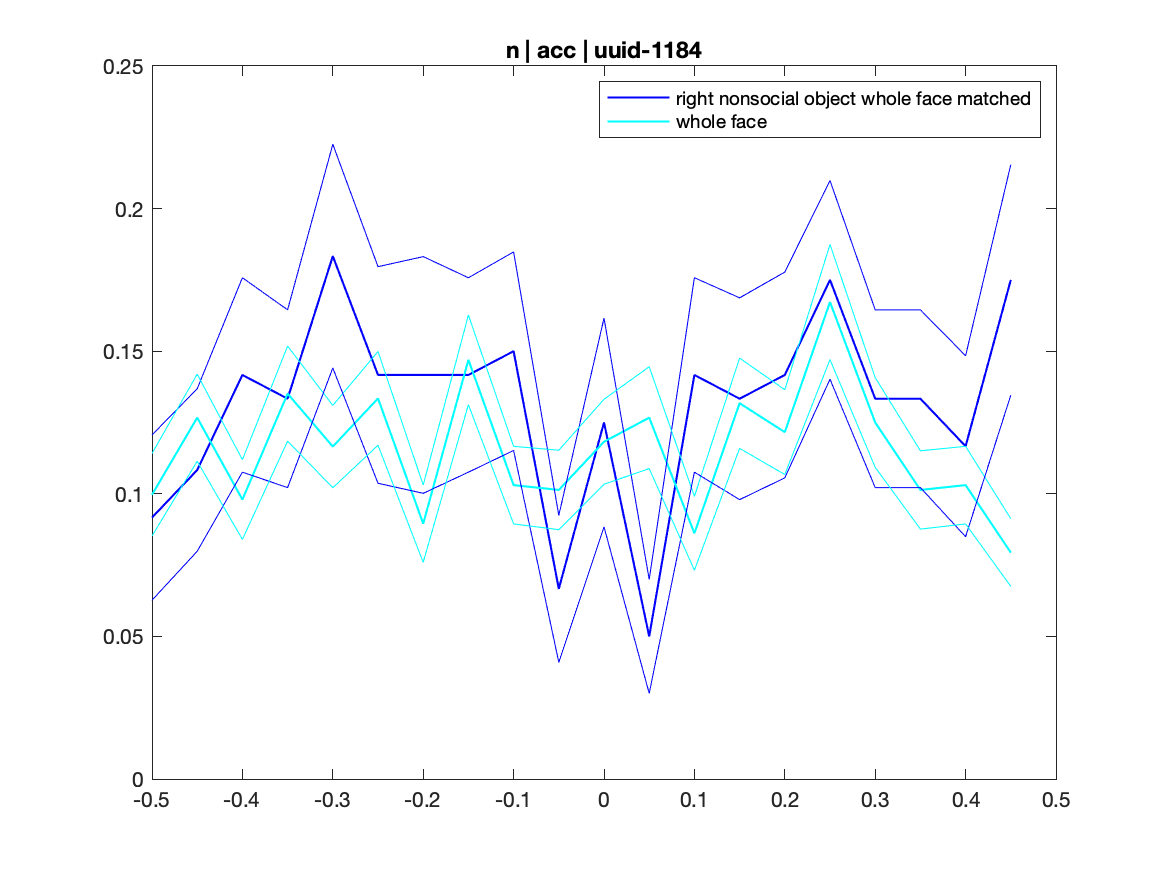 n | acc | uuid-1184
0.25
right nonsocial object whole face matched
whole face
0.2
0.15
0.1
0.05
0
-0.5 -0.4 -0.3 -0.2 -0.1 0 0.1 0.2 0.3 0.4 0.5